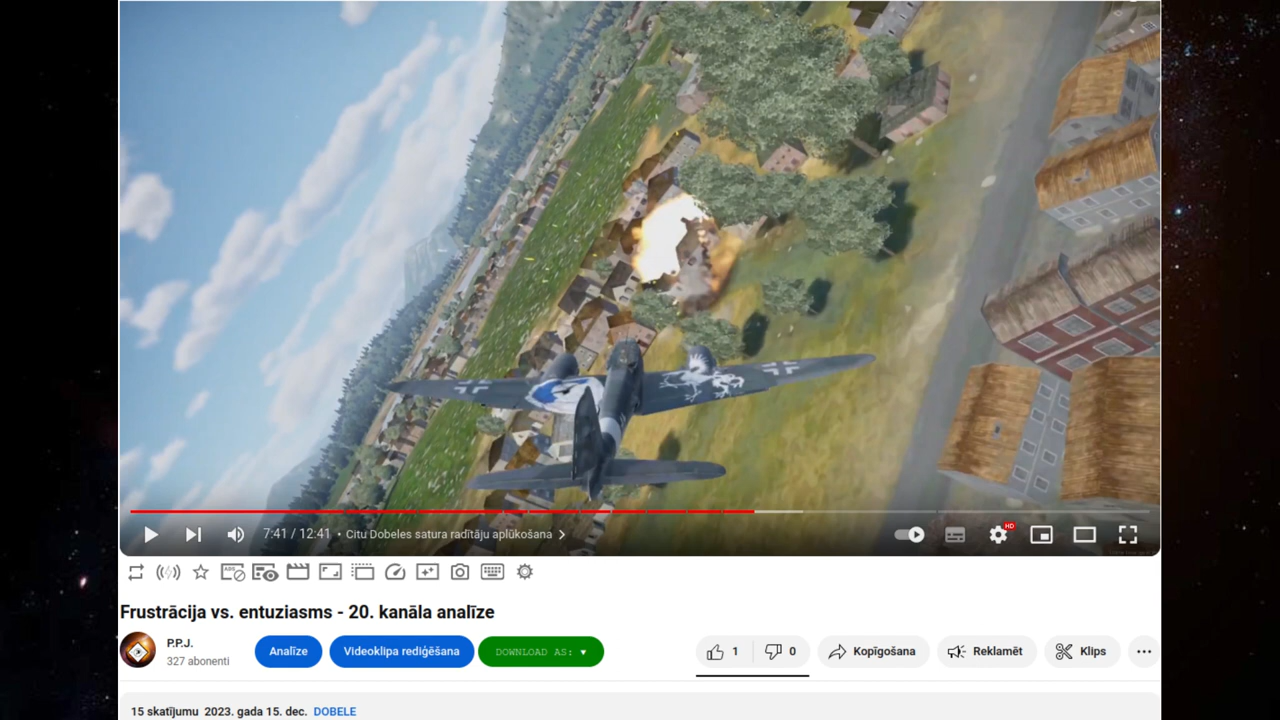 7:41 / 12:41 • Citu Dobeles satura radītāju aplūkošana
HD
Frustrācija vs. entuziasms - 20. kanāla analīze
P.P.J.
327 abonenti
Analīze
Videoklipa rediģēšana
DOWNLOAD AS: ▼
1
0
Kopīgošana
Reklamēt
Klips
15 skatījumu 2023. gada 15. dec. DOBELE